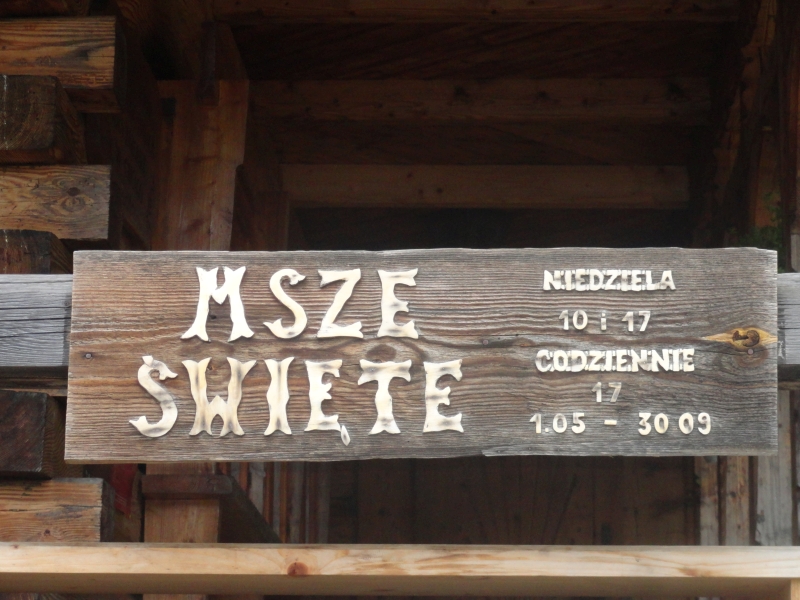 MSZE
ŚWIĘTE
NIEDZIELA
10 i 17
CODZIENNIE
17
1.05 - 30 09